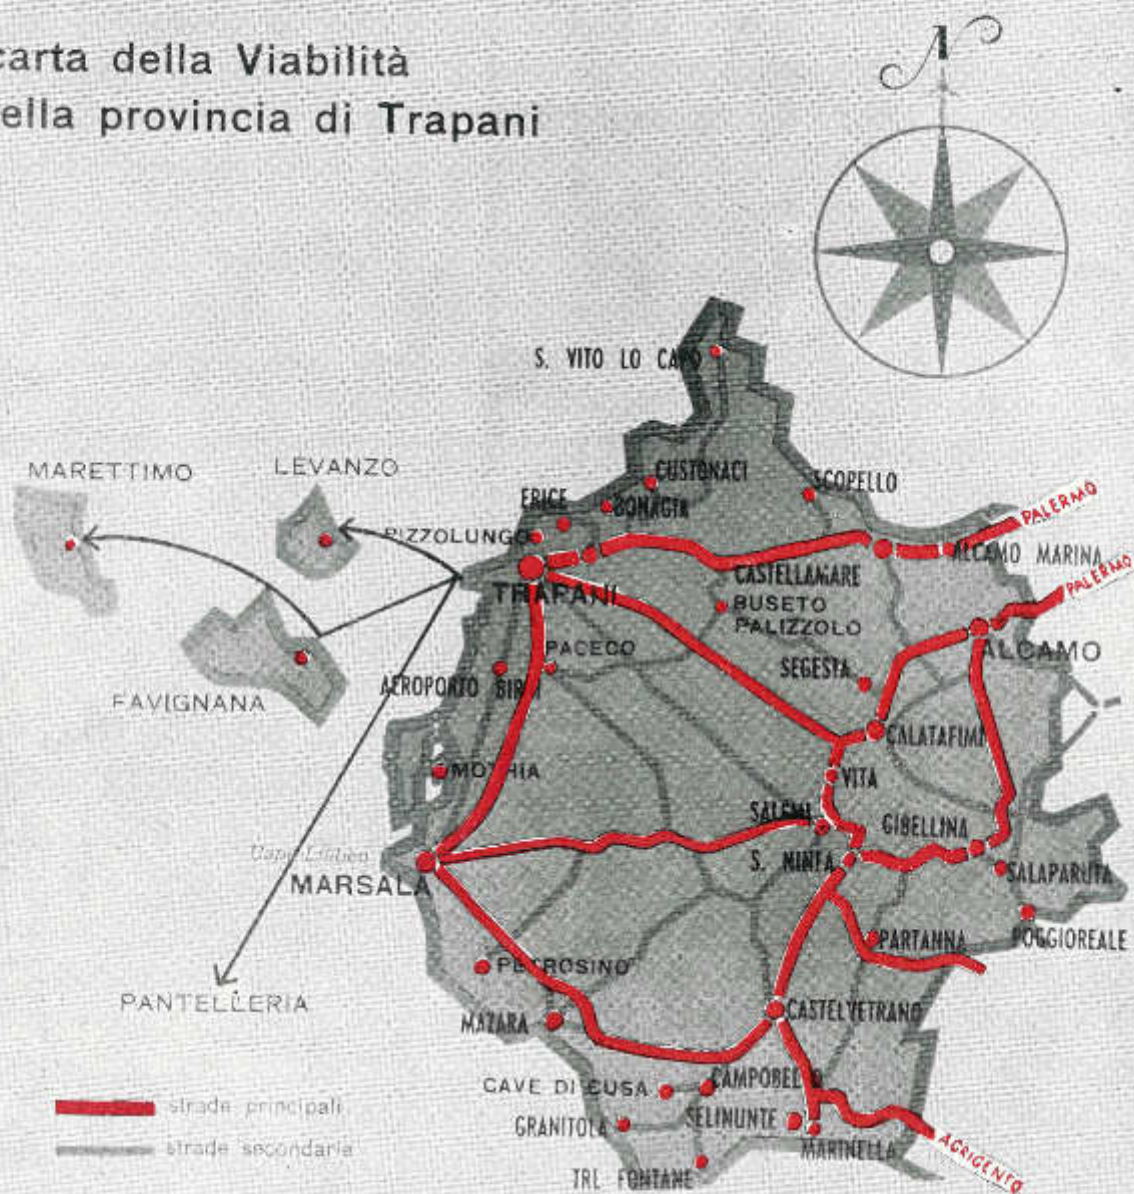 carta della Viabilità
ella provincia di Trapani
N
S. VITO LO CAPO
MARETTIMO
LEVANZO
CUSTONACI
SCOPELLO
ERICE
BONAGIA
PIZZOLUNGO
PALERMO
ALCAMO MARINA
CASTELLAMARE
PALERMO
TRAPANI
BUSETO
PALIZZOLO
PACECO
ALCAMO
SEGESTA
AEROPORTO BIRGI
FAVIGNANA
CALATAFIMI
MOTHIA
VITA
SALEMI
GIBELLINA
Capo Lilibeo
S. NINFA
MARSALA
SALAPARUTA
PARTANNA
POGGIOREALE
PETROSINO
PANTELLERIA
CASTELVETRANO
MAZARA
CAVE DI CUSA
CAMPOBELLO
strade principali
GRANITOLA
SELINUNTE
MARINELLA
strade secondarie
AGRIGENTO
TRE FONTANE